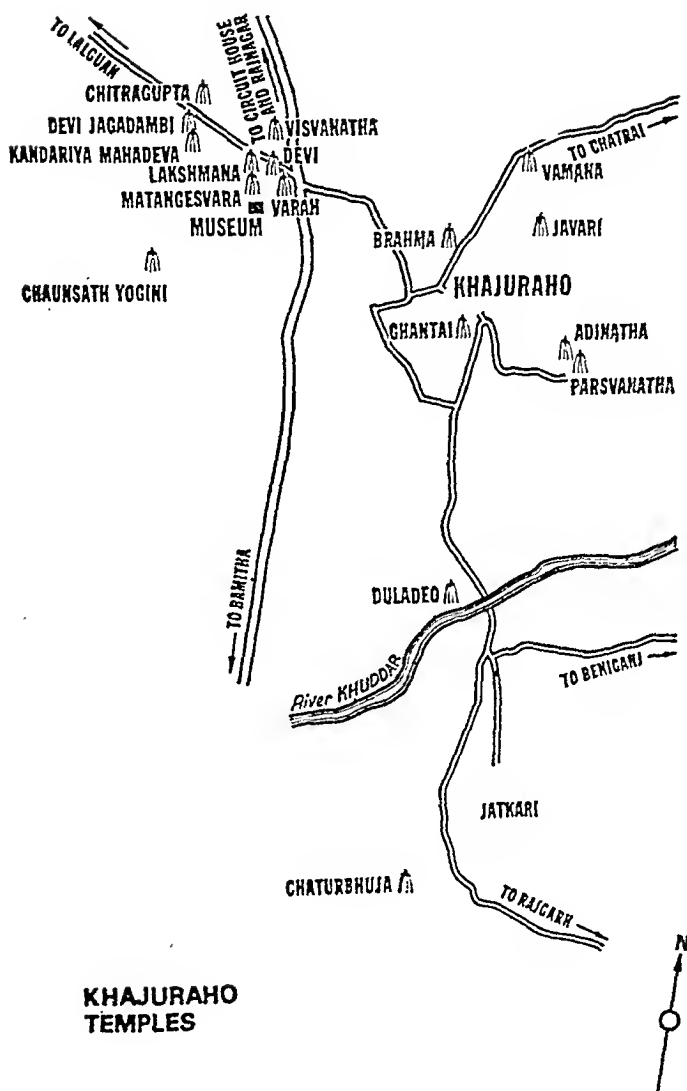 TO LALGUAN
TO CIRCUIT HOUSE
AND RAJNAGAR
CHITRAGUPTA
DEVI JAGADAMBI
VISVANATHA
KANDARIYA MAHADEVA
DEVI
LAKSHMANA
MATANGESVARA
VARAH
MUSEUM
CHAUNSATH YOGINI
TO CHATRAI
VAMANA
JAVARI
BRAHMA
KHAJURAHO
GHANTAI
ADINATHA
PARSVANATHA
TO BAMITHA
DULADEO
River KHUDDAR
TO BENIGANJ
JATKARI
CHATURBHUJA
TO RAJGARH
N
KHAJURAHO
TEMPLES